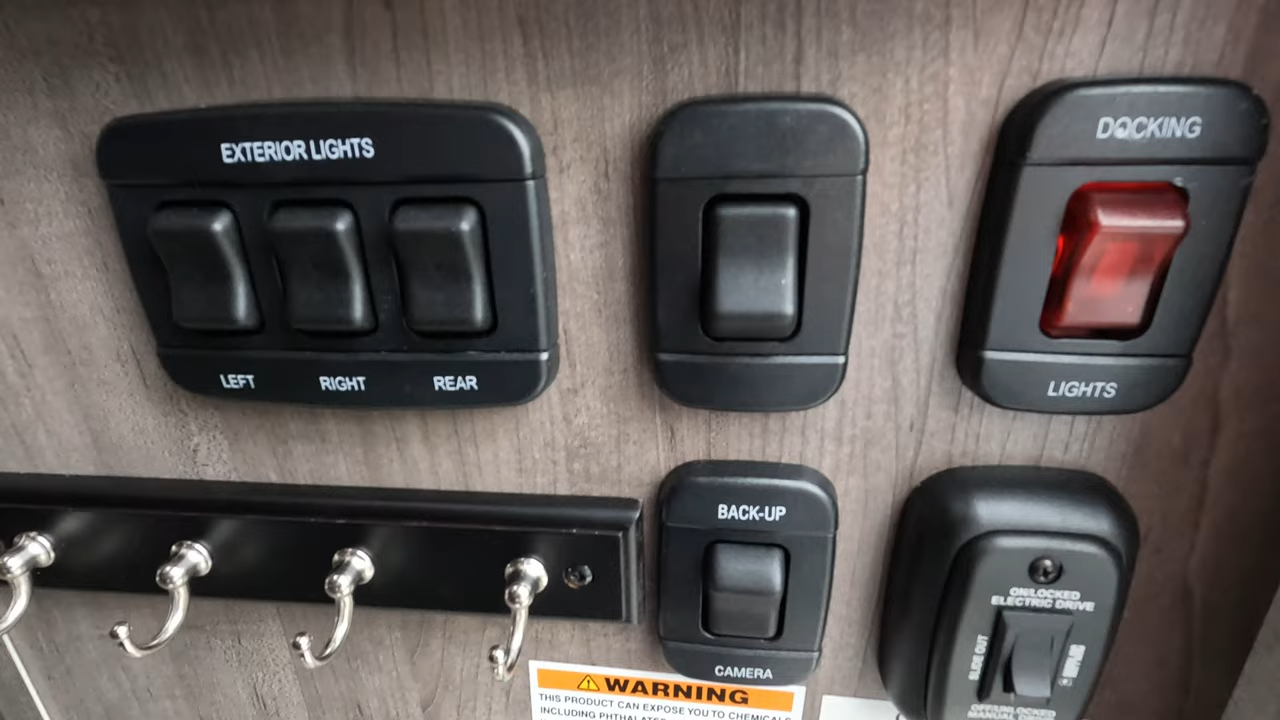 EXTERIOR LIGHTS
LEFT RIGHT REAR
DOCKING
LIGHTS
BACK-UP
CAMERA
ON/LOCKED
ELECTRIC DRIVE
SLIDE OUT
OFF/UNLOCKED
MANUAL
WARNING
THIS PRODUCT CAN EXPOSE YOU TO CHEMICALS
INCLUDING